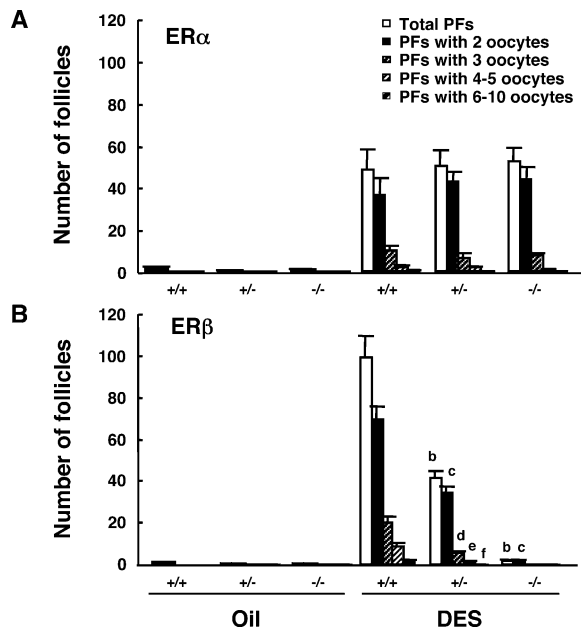 A
ERα
Total PFs
PFs with 2 oocytes
PFs with 3 oocytes
PFs with 4-5 oocytes
PFs with 6-10 oocytes
Number of follicles
120
100
80
60
40
20
0
+/+ +/- -/- +/+ +/- -/-
B
ERβ
Number of follicles
120
100
80
60
40
20
0
b c d e f b c
+/+ +/- -/- +/+ +/- -/-
Oil DES